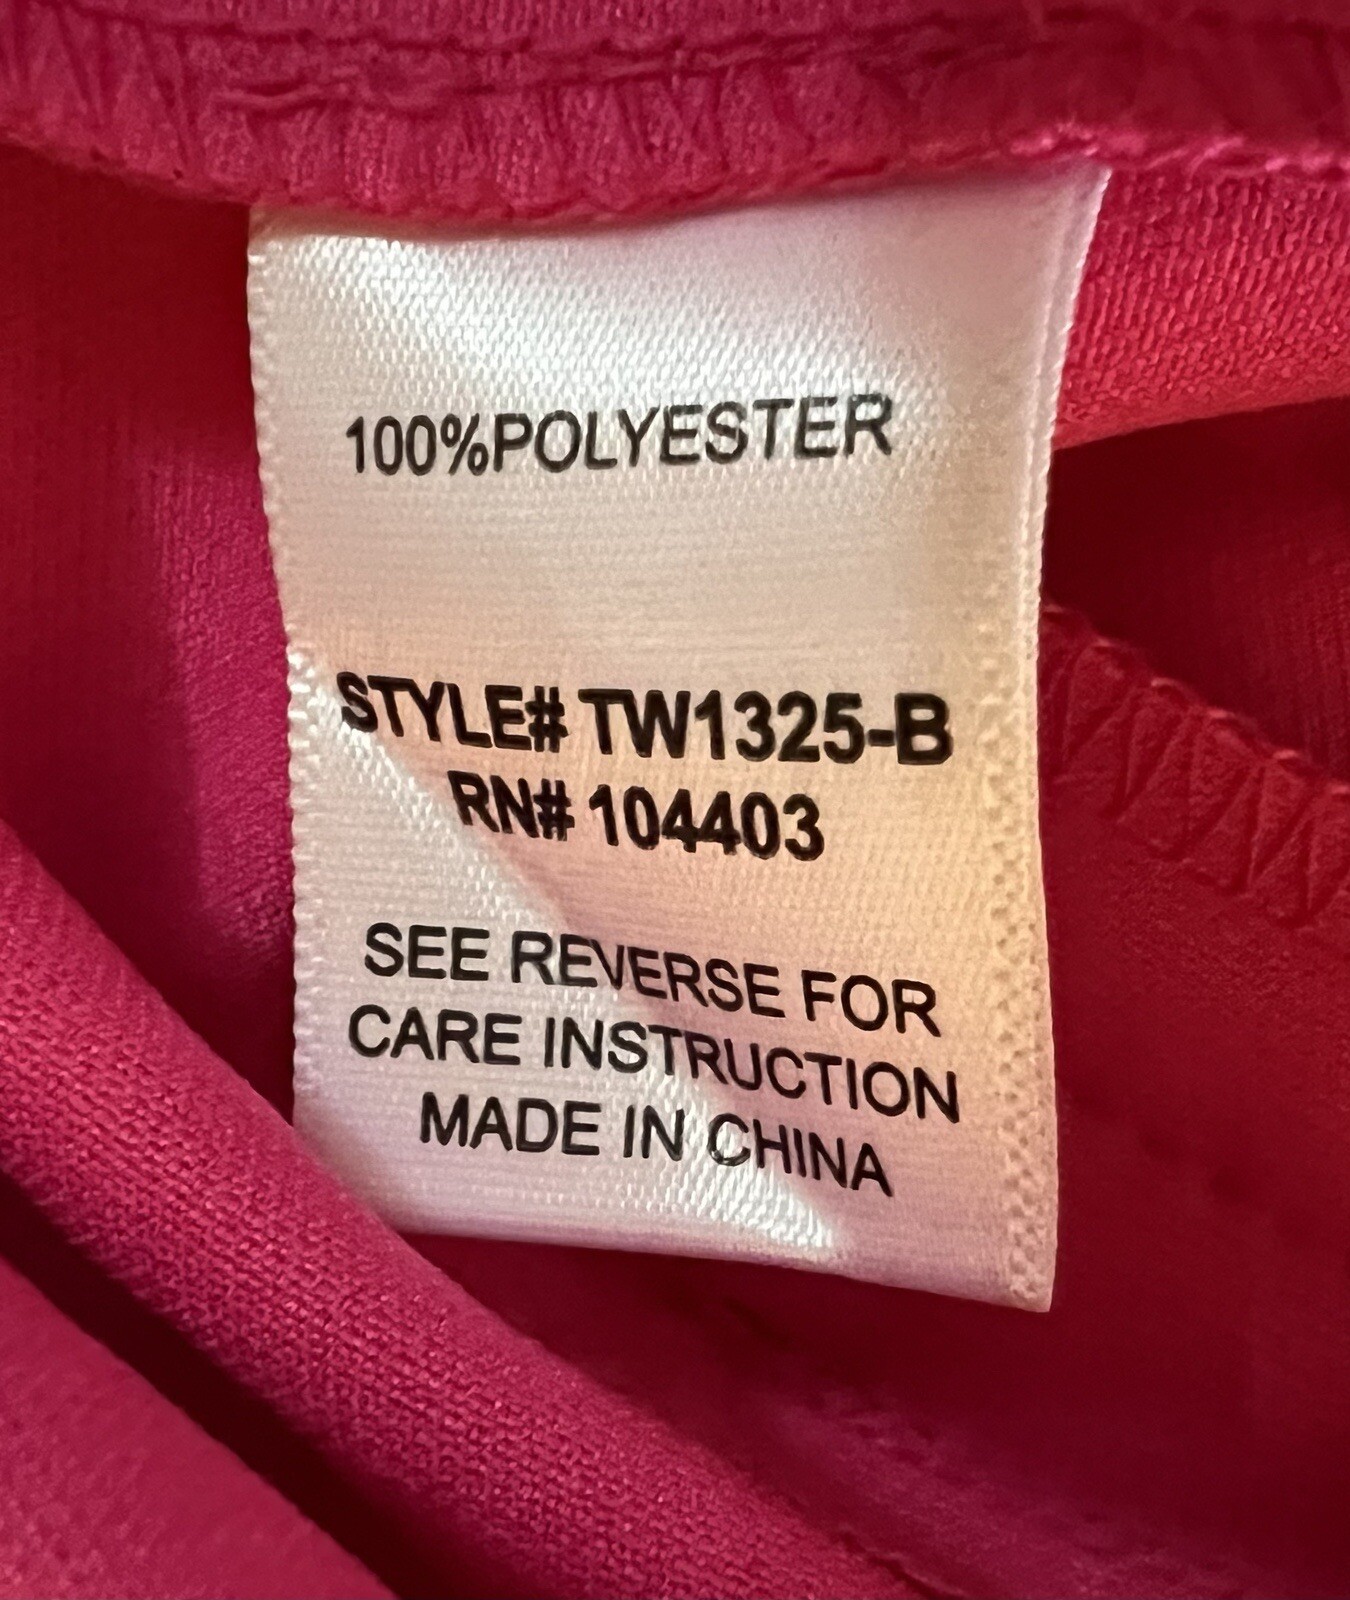 100%POLYESTER
STYLE# TW1325-B
RN# 104403
SEE REVERSE FOR
CARE INSTRUCTION
MADE IN CHINA